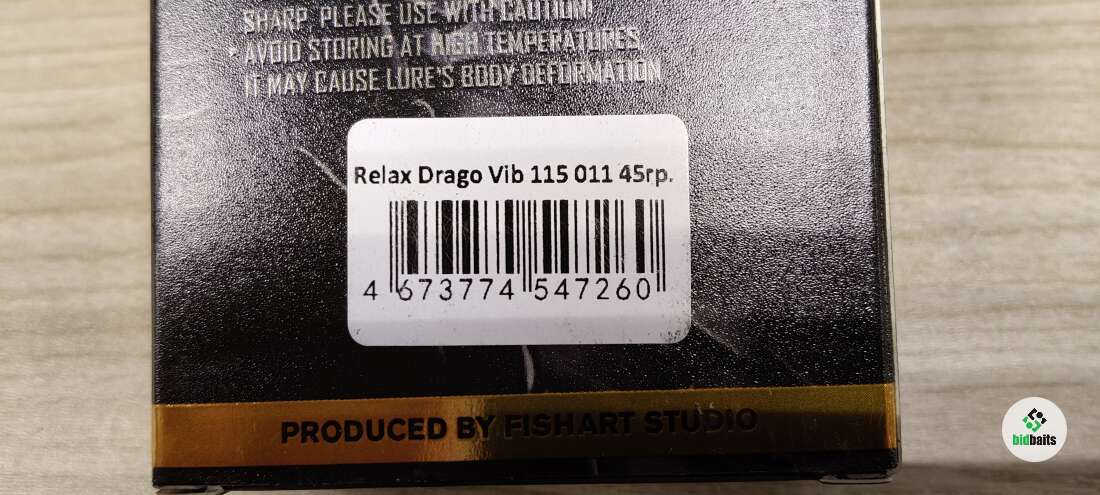 SHARP. PLEASE USE WITH CAUTION!
* AVOID STORING AT HIGH TEMPERATURES
IT MAY CAUSE LURE'S BODY DEFORMATION
Relax Drago Vib 115 011 45гр.
4 673774 547260
PRODUCED BY FISHART STUDIO
bidbaits